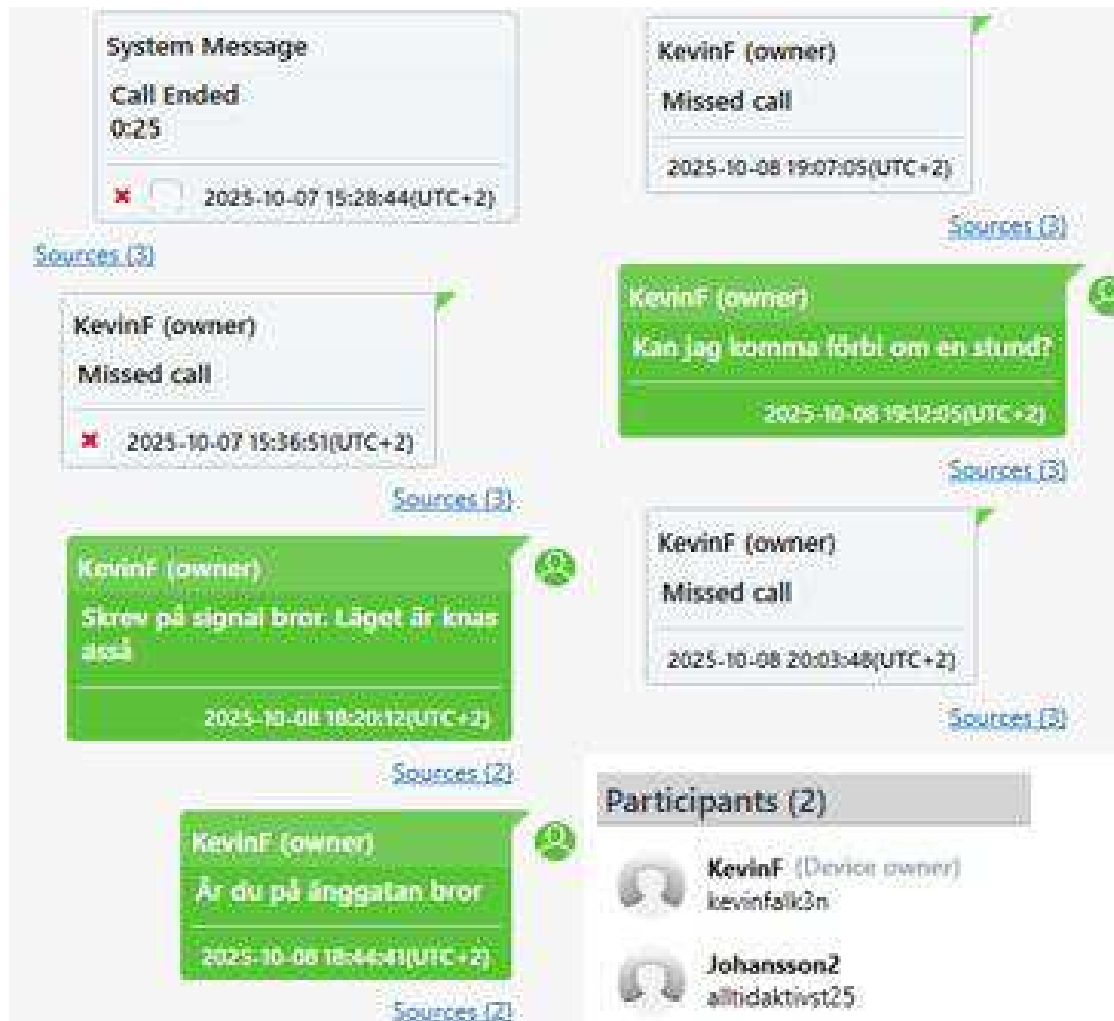 System Message
Call Ended
0:25
2025-10-07 15:28:44(UTC+2)
Sources (3)
KevinF (owner)
Missed call
2025-10-07 15:36:51(UTC+2)
Sources (3)
KevinF (owner)
Skrev på signal bror. Läget är knas
asså
2025-10-08 18:20:12(UTC+2)
Sources (2)
KevinF (owner)
Är du på änggatan bror
2025-10-08 18:44:41(UTC+2)
Sources (2)
KevinF (owner)
Missed call
2025-10-08 19:07:05(UTC+2)
Sources (3)
KevinF (owner)
Kan jag komma förbi om en stund?
2025-10-08 19:12:05(UTC+2)
Sources (3)
KevinF (owner)
Missed call
2025-10-08 20:03:48(UTC+2)
Sources (3)
Participants (2)
KevinF (Device owner)
kevinfalk3n
Johansson2
alltidaktivst25